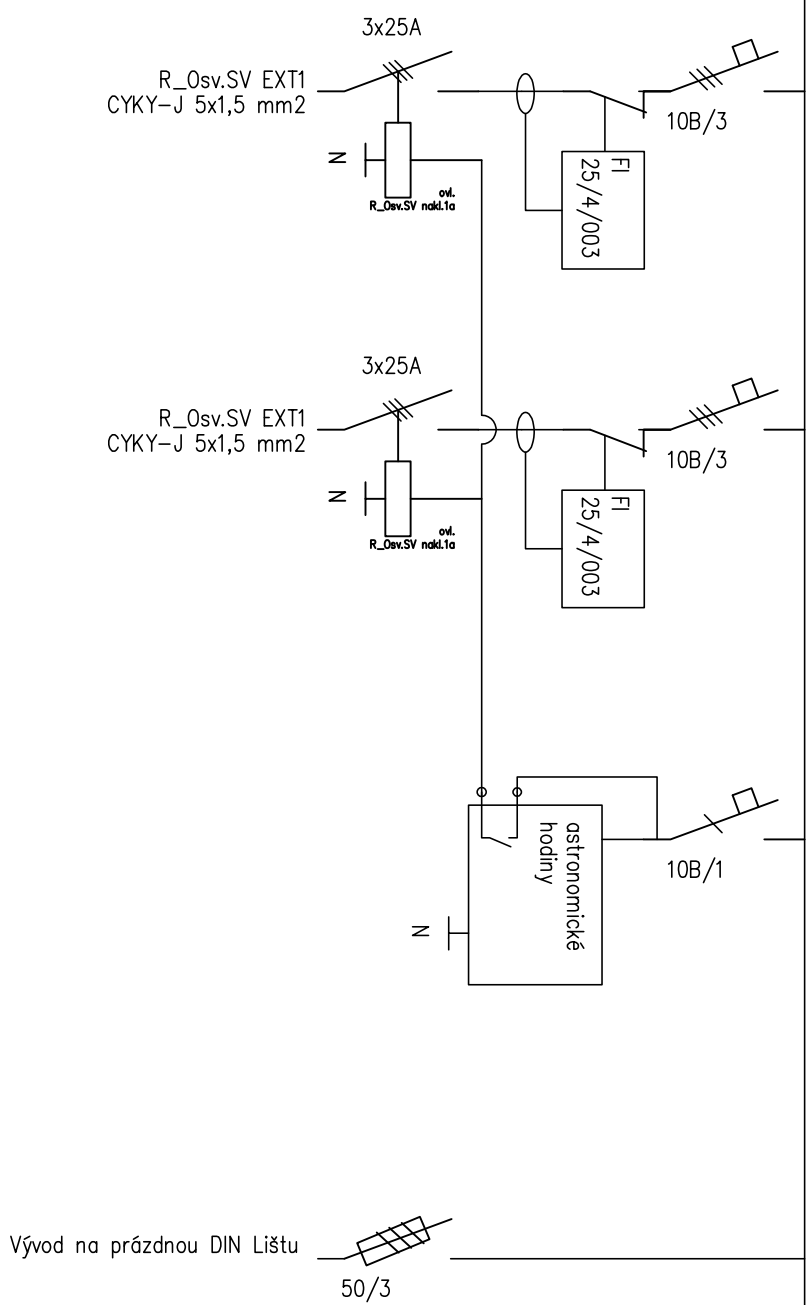 3x25A
R_Osv.SV EXT1
CYKY-J 5x1,5 mm2
10B/3
N
FI
25/4/003
ovl.
R_Osv.SV nakl.1a
3x25A
R_Osv.SV EXT1
CYKY-J 5x1,5 mm2
10B/3
N
FI
25/4/003
ovl.
R_Osv.SV nakl.1a
astronomické
hodiny
10B/1
N
Vývod na prázdnou DIN Lištu
50/3